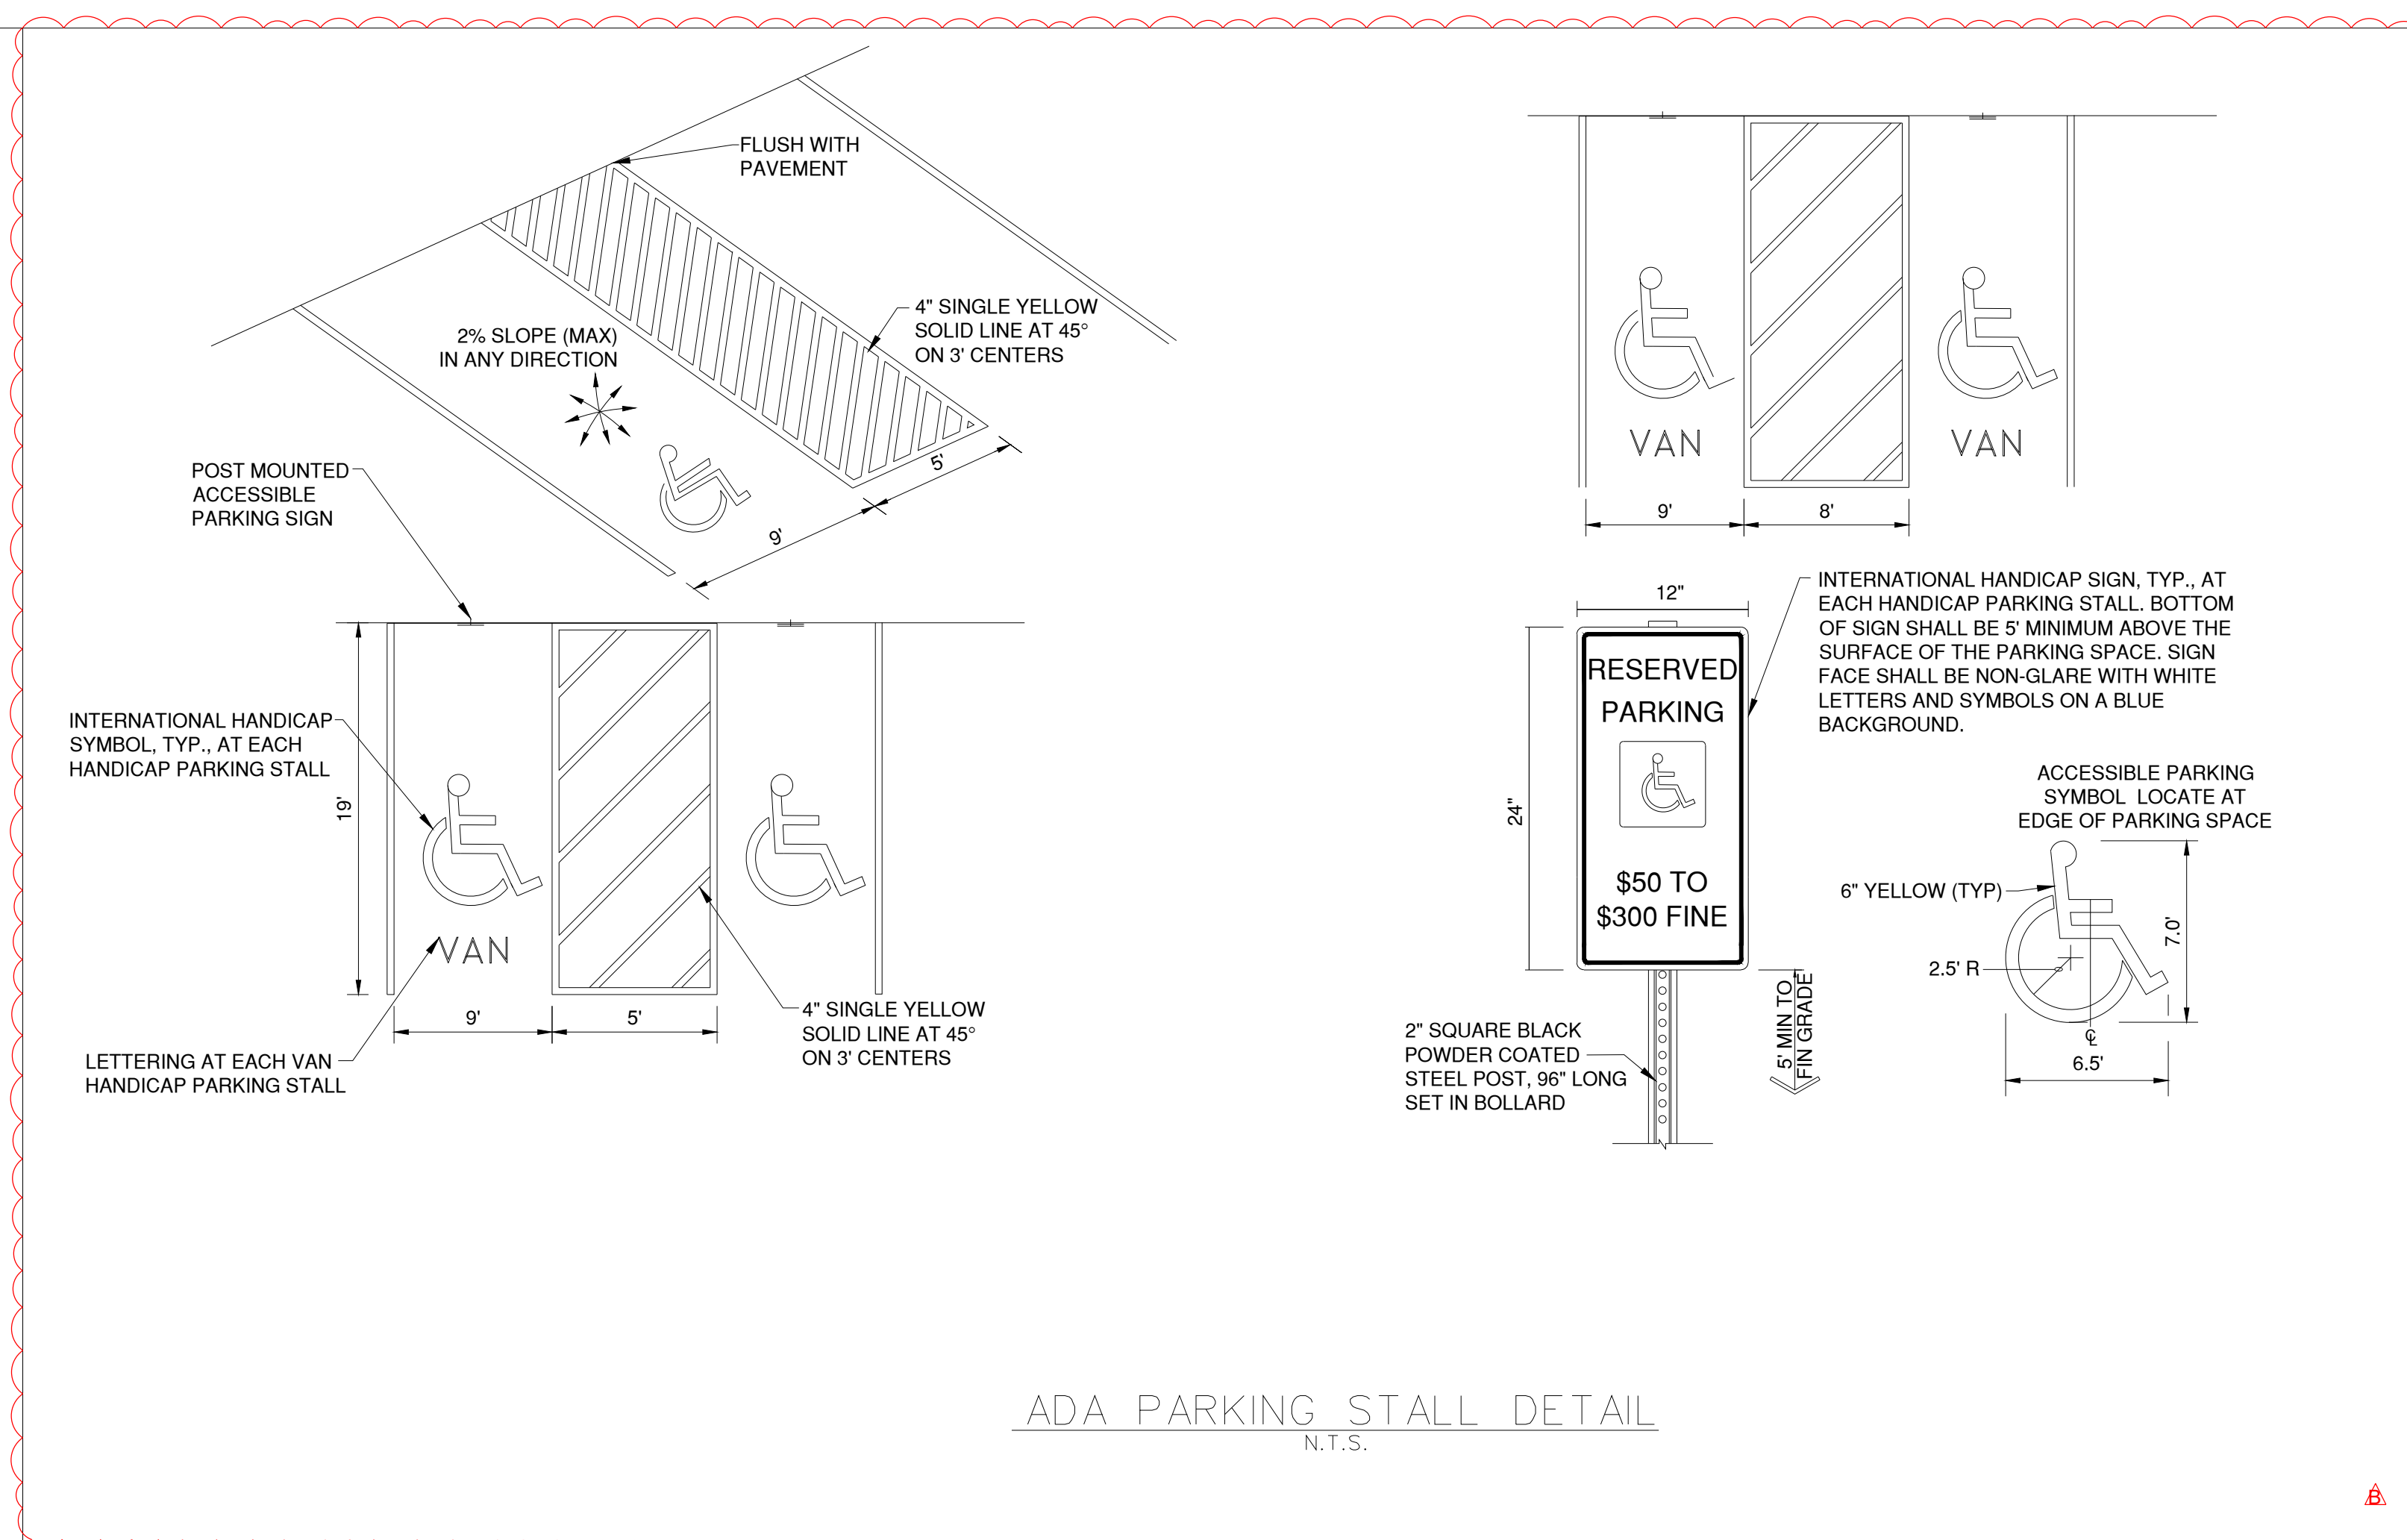 FLUSH WITH
PAVEMENT
4" SINGLE YELLOW
SOLID LINE AT 45°
ON 3' CENTERS
2% SLOPE (MAX)
IN ANY DIRECTION
5'
9'
POST MOUNTED
ACCESSIBLE
PARKING SIGN
VAN
VAN
9'
8'
INTERNATIONAL HANDICAP
SYMBOL, TYP., AT EACH
HANDICAP PARKING STALL
19'
VAN
9'
5'
4" SINGLE YELLOW
SOLID LINE AT 45°
ON 3' CENTERS
LETTERING AT EACH VAN
HANDICAP PARKING STALL
12"
24"
RESERVED
PARKING
$50 TO
$300 FINE
INTERNATIONAL HANDICAP SIGN, TYP., AT
EACH HANDICAP PARKING STALL. BOTTOM
OF SIGN SHALL BE 5' MINIMUM ABOVE THE
SURFACE OF THE PARKING SPACE. SIGN
FACE SHALL BE NON-GLARE WITH WHITE
LETTERS AND SYMBOLS ON A BLUE
BACKGROUND.
ACCESSIBLE PARKING
SYMBOL LOCATE AT
EDGE OF PARKING SPACE
6" YELLOW (TYP)
7.0'
2.5' R
℄
6.5'
2" SQUARE BLACK
POWDER COATED
STEEL POST, 96" LONG
SET IN BOLLARD
5' MIN TO
FIN GRADE
ADA PARKING STALL DETAIL
N.T.S.
B